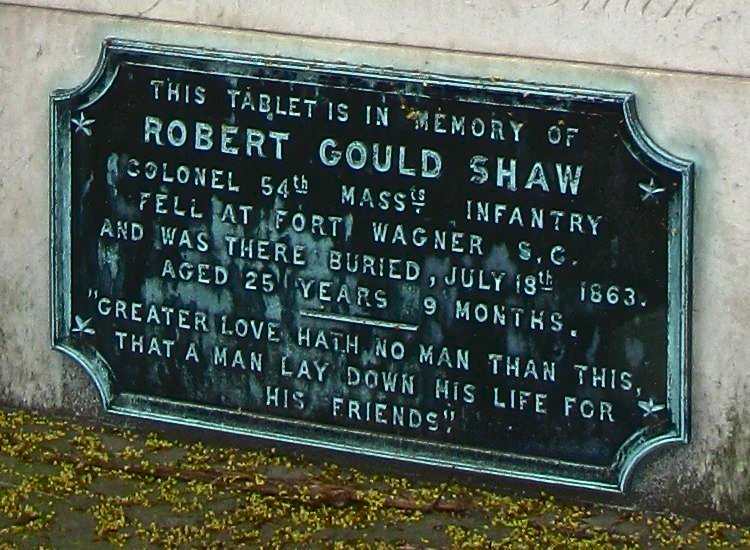 THIS TABLET IS IN MEMORY OF
ROBERT GOULD SHAW
COLONEL 54th MASSts INFANTRY
FELL AT FORT WAGNER S.C.
AND WAS THERE BURIED, JULY 18th 1863.
AGED 25 YEARS 9 MONTHS.
"GREATER LOVE HATH NO MAN THAN THIS,
THAT A MAN LAY DOWN HIS LIFE FOR
HIS FRIENDS".